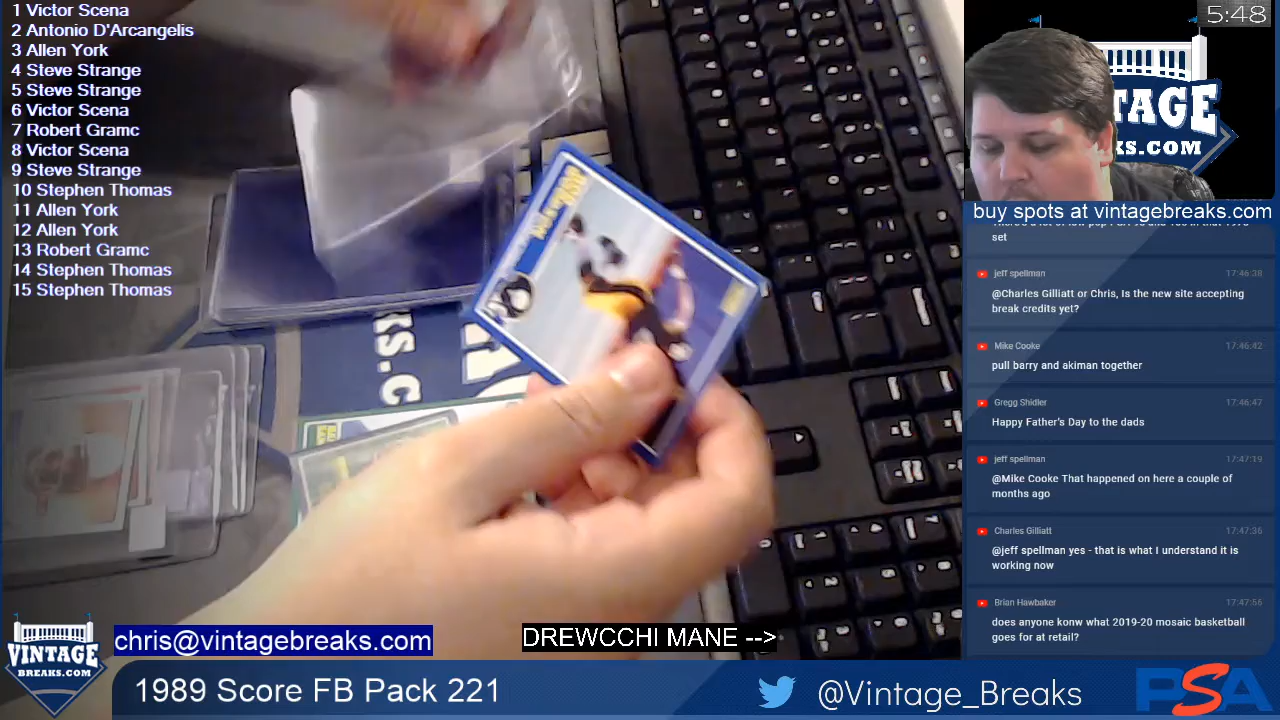 1 Victor Scena
2 Antonio D'Arcangelis
3 Allen York
4 Steve Strange
5 Steve Strange
6 Victor Scena
7 Robert Gramc
8 Victor Scena
9 Steve Strange
10 Stephen Thomas
11 Allen York
12 Allen York
13 Robert Gramc
14 Stephen Thomas
15 Stephen Thomas
KS.C
5:48
TAGE
KS.COM
buy spots at vintagebreaks.com
set
jeff spellman 17:46:38
@Charles Gilliatt or Chris, Is the new site accepting
break credits yet?
Mike Cooke 17:46:42
pull barry and akiman together
Gregg Shidler 17:46:47
Happy Father's Day to the dads
jeff spellman 17:47:19
@Mike Cooke That happened on here a couple of
months ago
Charles Gilliatt 17:47:36
@jeff spellman yes - that is what I understand it is
working now
Brian Hawbaker 17:47:56
does anyone konw what 2019-20 mosaic basketball
goes for at retail?
VINTAGE
BREAKS.COM
chris@vintagebreaks.com
DREWCCHI MANE -->
1989 Score FB Pack 221
@Vintage_Breaks
PSA